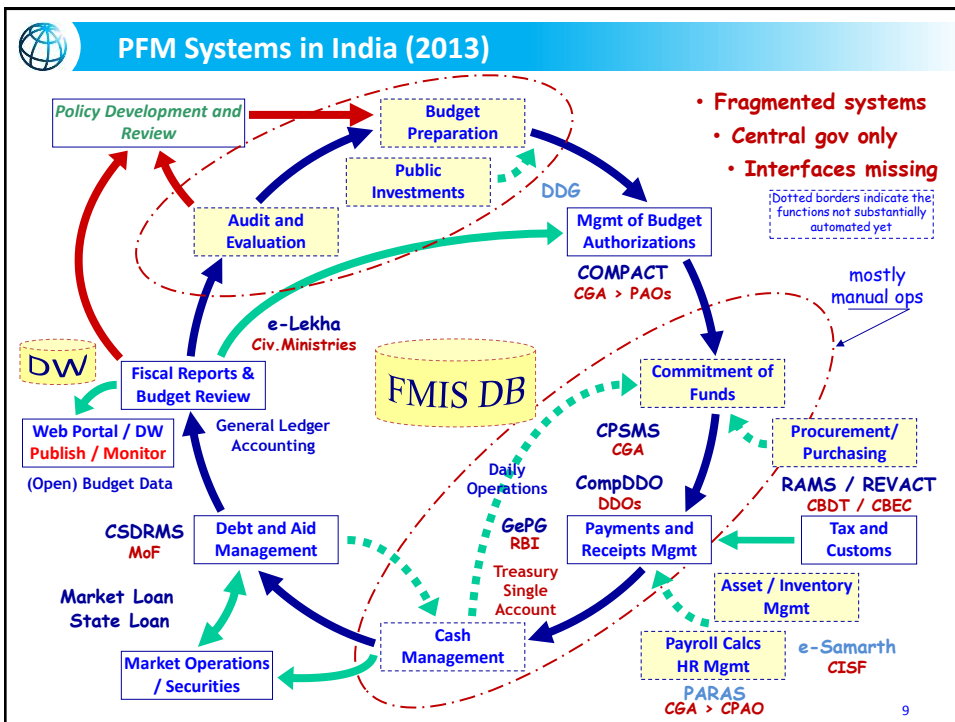 PFM Systems in India (2013)
Policy Development and
Review
Budget
Preparation
• Fragmented systems
• Central gov only
• Interfaces missing
Public
Investments
DDG
Dotted borders indicate the
functions not substantially
automated yet
Audit and
Evaluation
Mgmt of Budget
Authorizations
COMPACT
CGA > PAOs
mostly
manual ops
e-Lekha
Civ.Ministries
DW
FMIS DB
Fiscal Reports &
Budget Review
Commitment of
Funds
Web Portal / DW
Publish / Monitor
(Open) Budget Data
General Ledger
Accounting
CPSMS
CGA
Procurement/
Purchasing
Daily
Operations
CompDDO
DDOs
RAMS / REVACT
CBDT / CBEC
CSDRMS
MoF
Debt and Aid
Management
GePG
RBI
Payments and
Receipts Mgmt
Tax and
Customs
Treasury
Single
Account
Asset / Inventory
Mgmt
Market Loan
State Loan
Cash
Management
Payroll Calcs
HR Mgmt
e-Samarth
CISF
Market Operations
/ Securities
PARAS
CGA > CPAO
9